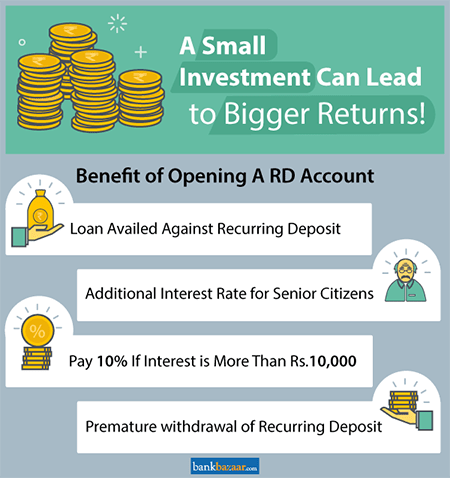 A Small
Investment Can Lead
to Bigger Returns!
Benefit of Opening A RD Account
Loan Availed Against Recurring Deposit
Additional Interest Rate for Senior Citizens
%
Pay 10% If Interest is More Than Rs.10,000
Premature withdrawal of Recurring Deposit
bankbazaar.com